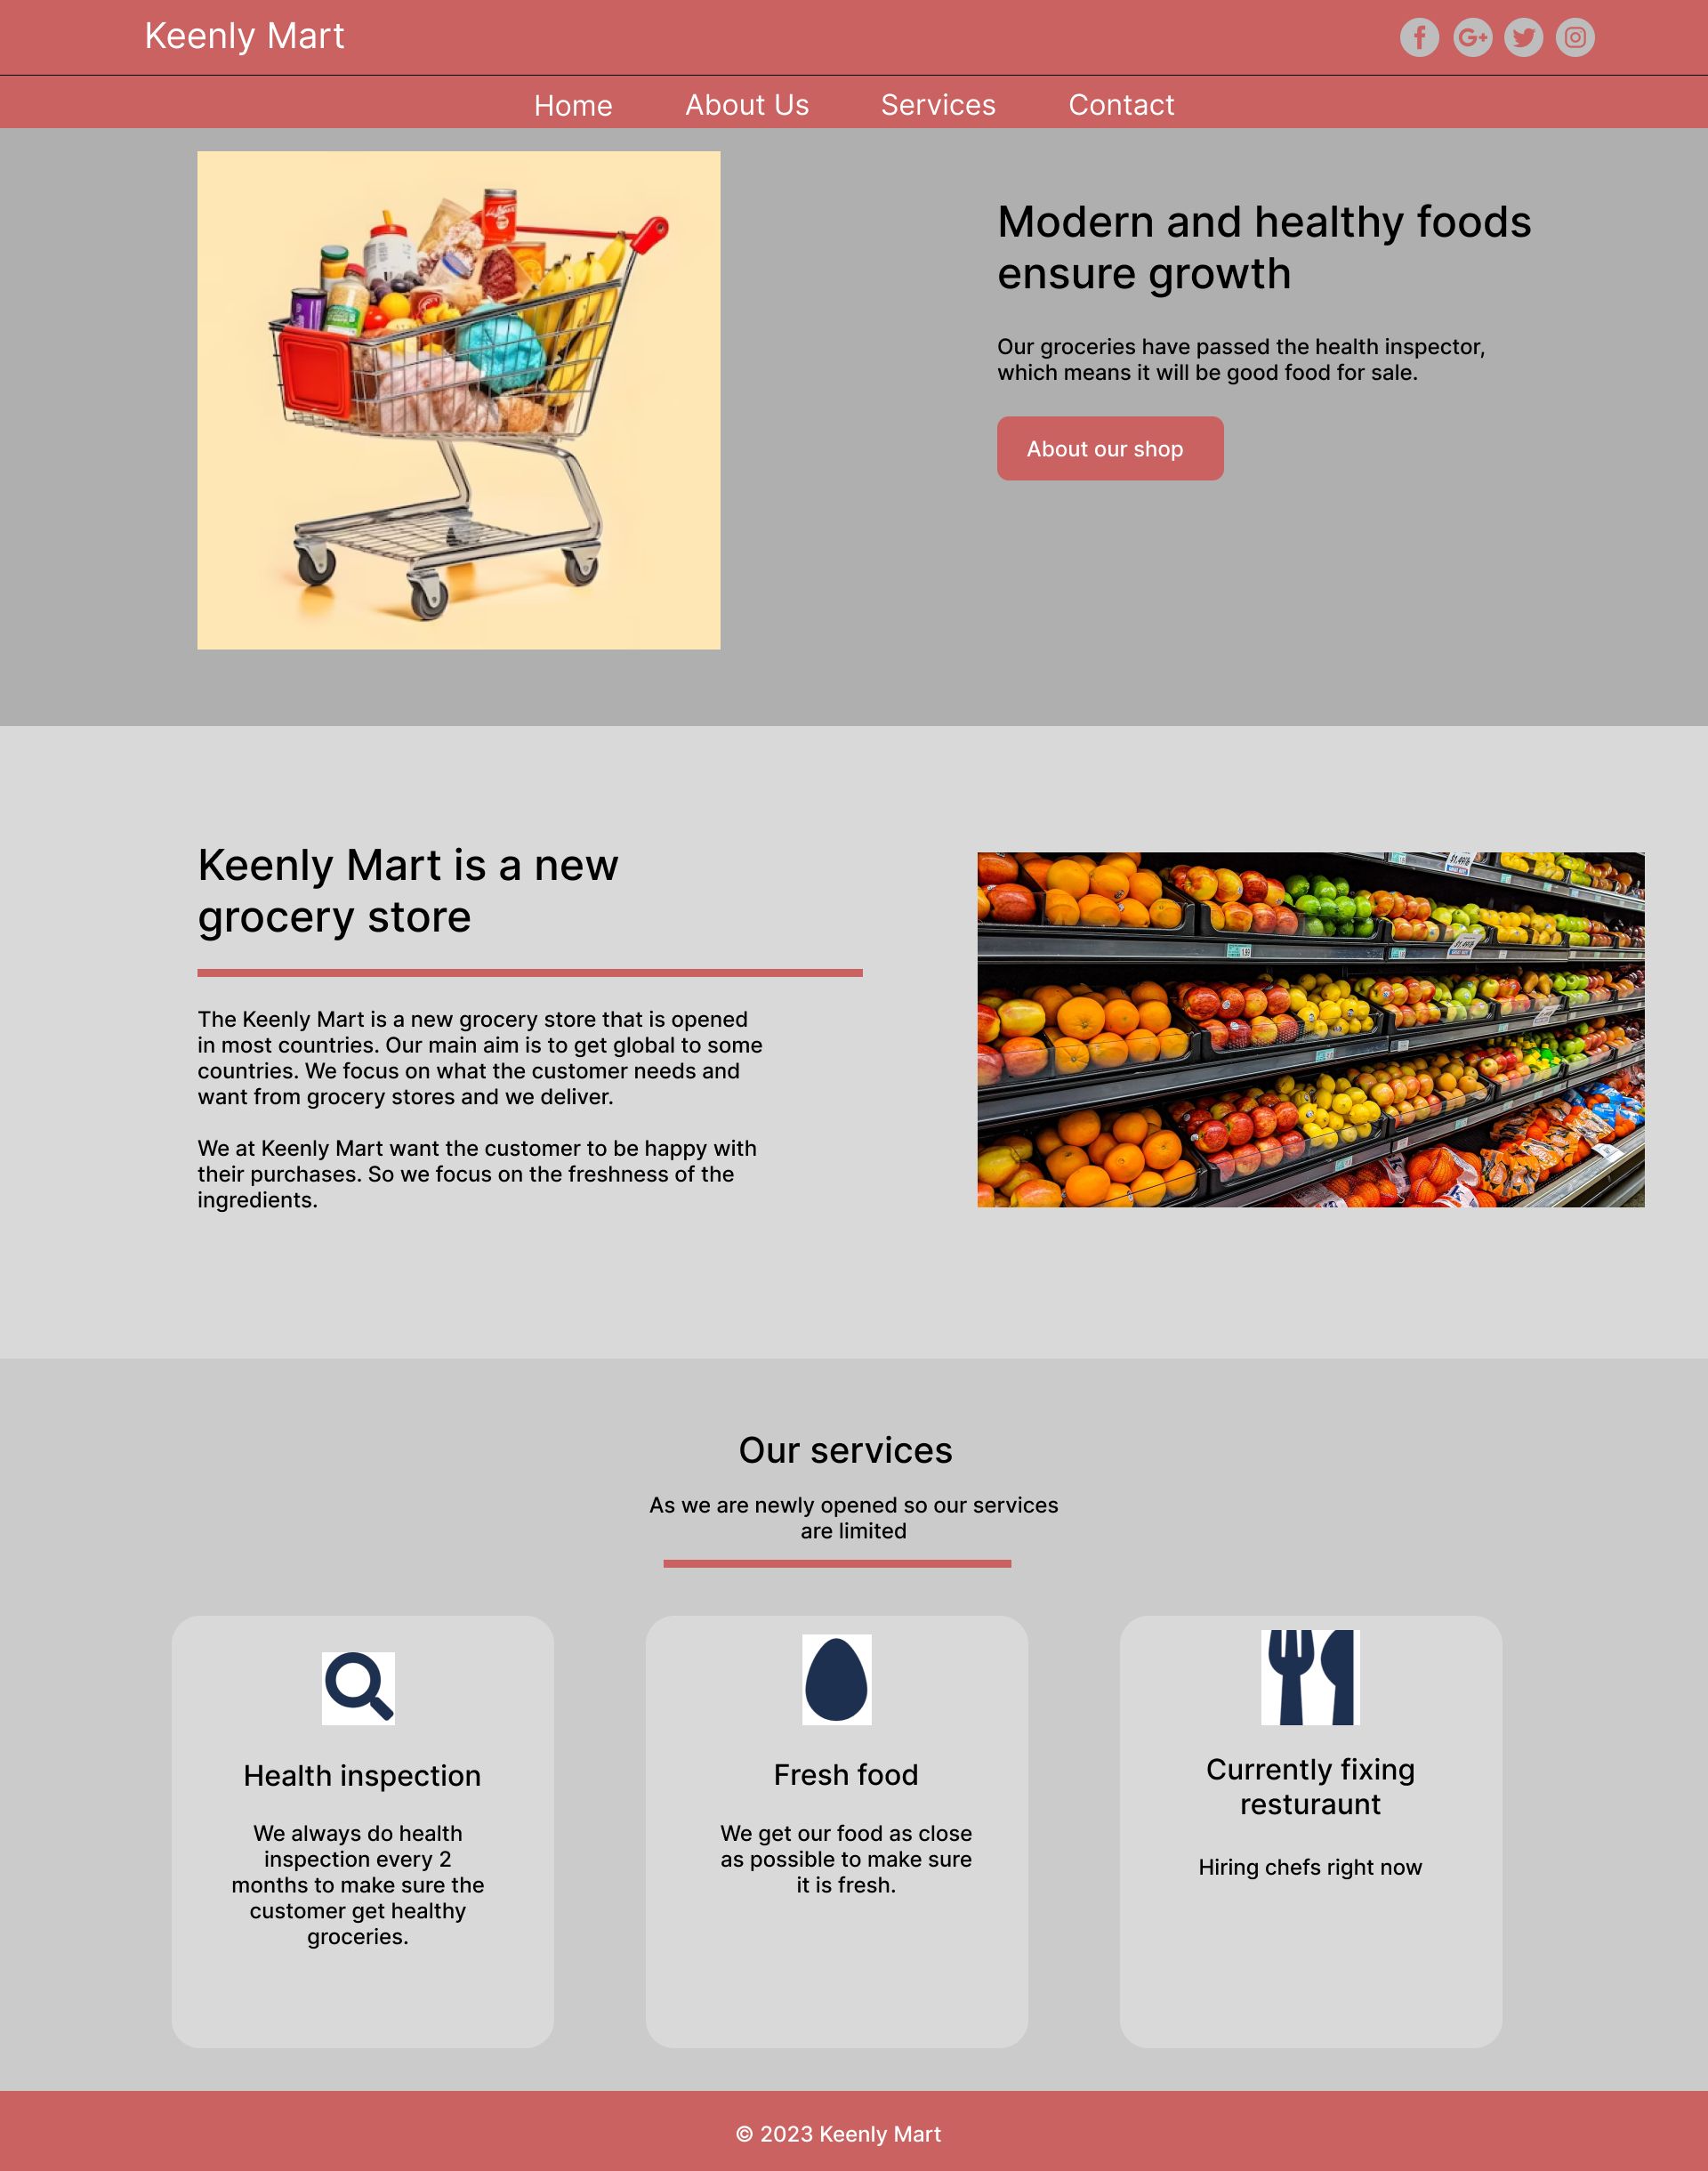 Keenly Mart
Home About Us Services Contact
Modern and healthy foods
ensure growth
Our groceries have passed the health inspector,
which means it will be good food for sale.
About our shop
Keenly Mart is a new
grocery store
The Keenly Mart is a new grocery store that is opened
in most countries. Our main aim is to get global to some
countries. We focus on what the customer needs and
want from grocery stores and we deliver.
We at Keenly Mart want the customer to be happy with
their purchases. So we focus on the freshness of the
ingredients.
Our services
As we are newly opened so our services
are limited
Health inspection
We always do health
inspection every 2
months to make sure the
customer get healthy
groceries.
Fresh food
We get our food as close
as possible to make sure
it is fresh.
Currently fixing
resturaunt
Hiring chefs right now
© 2023 Keenly Mart